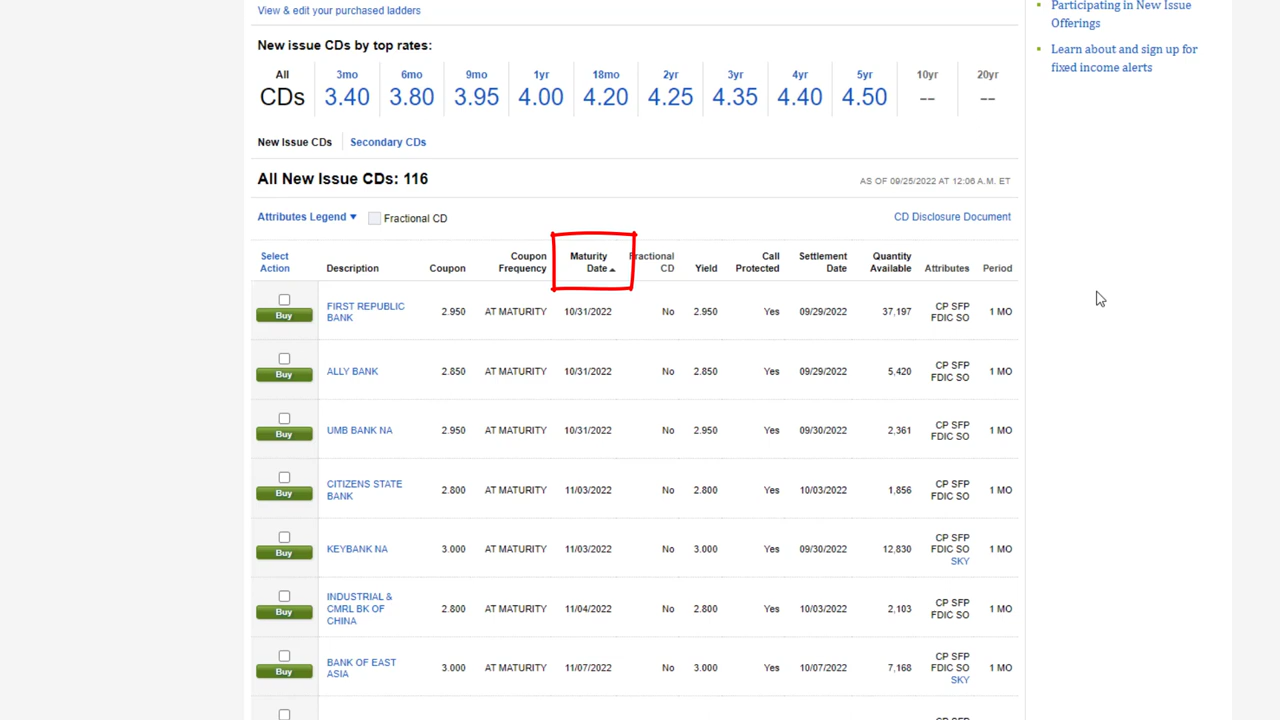 View & edit your purchased ladders
Participating in New Issue
Offerings
Learn about and sign up for
fixed income alerts
New issue CDs by top rates:
All 3mo 6mo 9mo 1yr 18mo 2yr 3yr 4yr 5yr 10yr 20yr
CDs 3.40 3.80 3.95 4.00 4.20 4.25 4.35 4.40 4.50 -- --
New Issue CDs Secondary CDs
All New Issue CDs: 116 AS OF 09/25/2022 AT 12:06 A.M. ET
Attributes Legend ▼ Fractional CD CD Disclosure Document
Select Coupon Maturity Fractional Call Settlement Quantity
Action Description Coupon Frequency Date CD Yield Protected Date Available Attributes Period
FIRST REPUBLIC CP SFP
Buy BANK 2.950 AT MATURITY 10/31/2022 No 2.950 Yes 09/29/2022 37,197 FDIC SO 1 MO
CP SFP
Buy ALLY BANK 2.850 AT MATURITY 10/31/2022 No 2.850 Yes 09/29/2022 5,420 FDIC SO 1 MO
CP SFP
Buy UMB BANK NA 2.950 AT MATURITY 10/31/2022 No 2.950 Yes 09/30/2022 2,361 FDIC SO 1 MO
CITIZENS STATE CP SFP
Buy BANK 2.800 AT MATURITY 11/03/2022 No 2.800 Yes 10/03/2022 1,856 FDIC SO 1 MO
CP SFP
Buy KEYBANK NA 3.000 AT MATURITY 11/03/2022 No 3.000 Yes 09/30/2022 12,830 FDIC SO 1 MO
SKY
INDUSTRIAL & CP SFP
Buy CMRL BK OF 2.800 AT MATURITY 11/04/2022 No 2.800 Yes 10/03/2022 2,103 FDIC SO 1 MO
CHINA
BANK OF EAST CP SFP
Buy ASIA 3.000 AT MATURITY 11/07/2022 No 3.000 Yes 10/07/2022 7,168 FDIC SO 1 MO
SKY